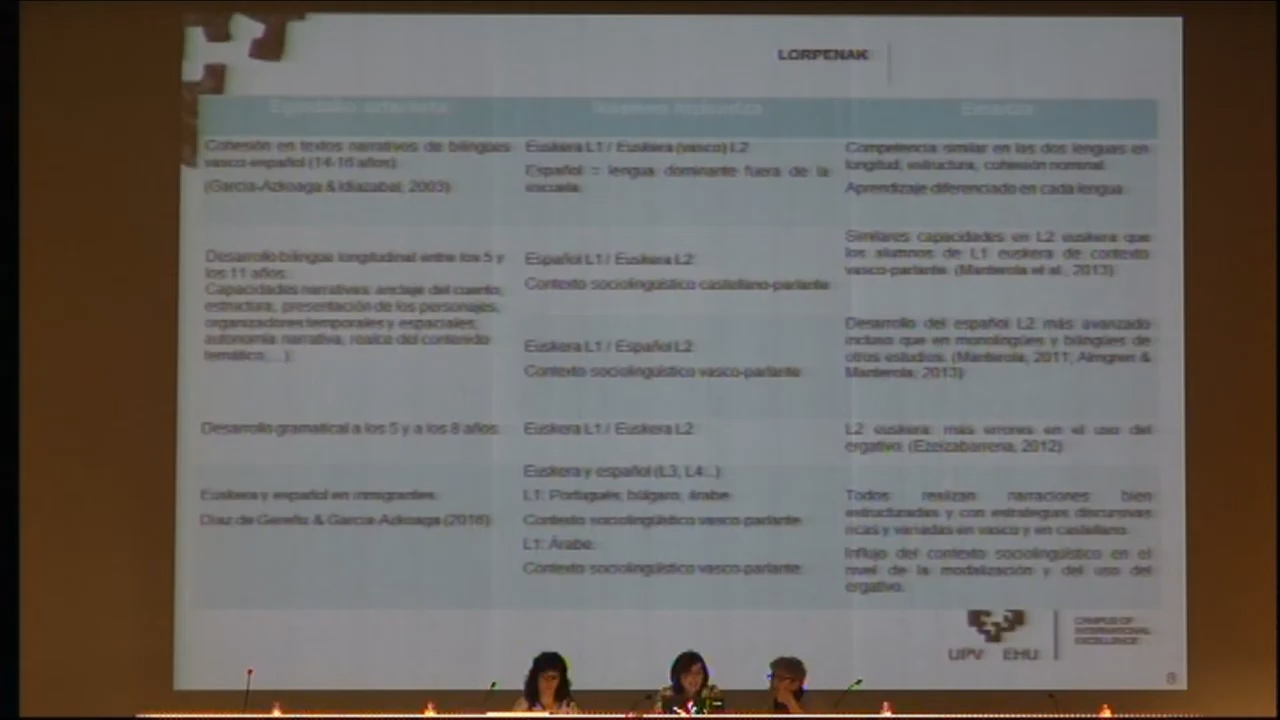 LORPENAK
Cohesión en textos narrativos de bilingües
vasco-español (14-16 años).
(García-Azkoaga & Idiazabal, 2003)
Euskera L1 / Euskera (vasco) L2
Español = lengua dominante fuera de la
escuela.
Competencia similar en las dos lenguas en
longitud, estructura, cohesión nominal.
Aprendizaje diferenciado en cada lengua
Desarrollo bilingüe longitudinal entre los 5 y
los 11 años.
Capacidades narrativas: anclaje del cuento,
estructura, presentación de los personajes,
organizadores temporales y espaciales,
autonomía narrativa, realce del contenido
temático,...)
Español L1 / Euskera L2
Contexto sociolingüístico castellano-parlante
Similares capacidades en L2 euskera que
los alumnos de L1 euskera de contexto
vasco-parlante. (Manterola et al., 2013)
Euskera L1 / Español L2
Contexto sociolingüístico vasco-parlante
Desarrollo del español L2 más avanzado
incluso que en monolingües y bilingües de
otros estudios. (Manterola, 2011; Almgren &
Manterola, 2013)
Desarrollo gramatical a los 5 y a los 8 años.
Euskera L1 / Euskera L2
L2 euskera: más errores en el uso del
ergativo. (Ezeizabarrena, 2012)
Euskera y español en inmigrantes.
Díaz de Gereñu & García-Azkoaga (2016)
Euskera y español (L3, L4...)
L1: Portugués, búlgaro, árabe
Contexto sociolingüístico vasco-parlante
L1: Árabe.
Contexto sociolingüístico vasco-parlante
Todos realizan narraciones bien
estructuradas y con estrategias discursivas
ricas y variadas en vasco y en castellano.
Influjo del contexto sociolingüístico en el
nivel de la modalización y del uso del
ergativo.
UPV EHU
CAMPUS OF
INTERNATIONAL
EXCELLENCE
8